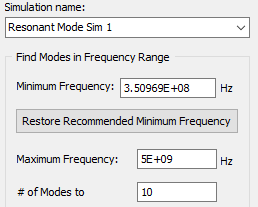 Simulation name:
Resonant Mode Sim 1
Find Modes in Frequency Range
Minimum Frequency: 3.50969E+08 Hz
Restore Recommended Minimum Frequency
Maximum Frequency: 5E+09 Hz
# of Modes to 10